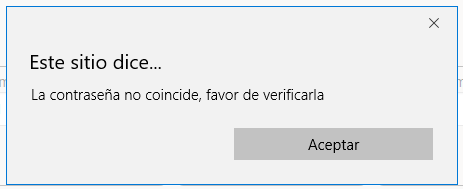 Este sitio dice...
La contraseña no coincide, favor de verificarla
Aceptar